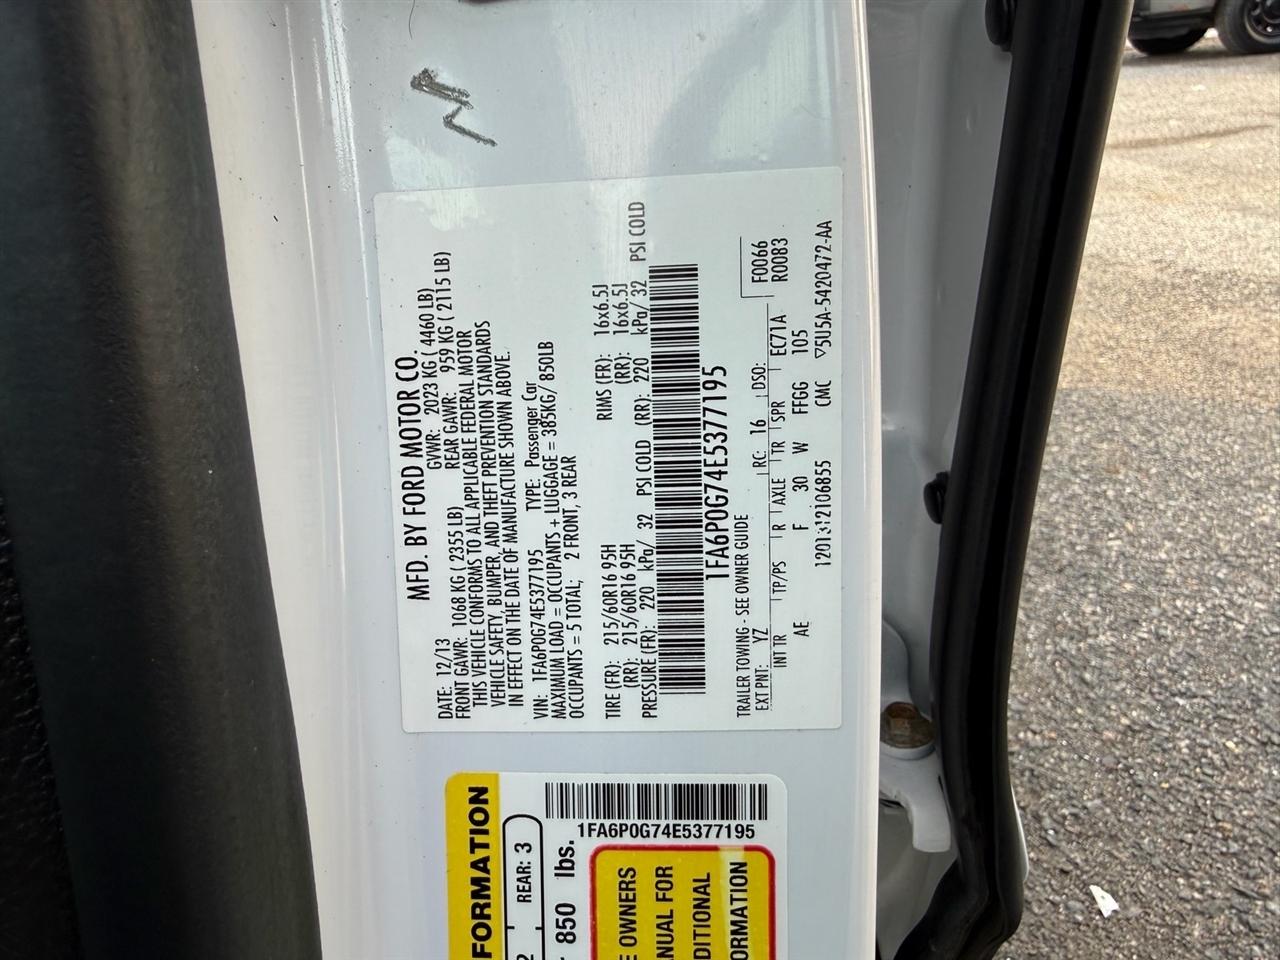 MFD. BY FORD MOTOR CO.
DATE: 12/13 GVWR: 2023 KG ( 4460 LB)
FRONT GAWR: 1068 KG ( 2355 LB) REAR GAWR: 959 KG ( 2115 LB)
THIS VEHICLE CONFORMS TO ALL APPLICABLE FEDERAL MOTOR
VEHICLE SAFETY, BUMPER, AND THEFT PREVENTION STANDARDS
IN EFFECT ON THE DATE OF MANUFACTURE SHOWN ABOVE.
VIN: 1FA6P0G74E5377195 TYPE: Passenger Car
MAXIMUM LOAD = OCCUPANTS + LUGGAGE = 385KG/ 850LB
OCCUPANTS = 5 TOTAL; 2 FRONT, 3 REAR
TIRE (FR): 215/60R16 95H RIMS (FR): 16x6.5J
(RR): 215/60R16 95H (RR): 16x6.5J
PRESSURE (FR): 220 kPa/ 32 PSI COLD (RR): 220 kPa/ 32 PSI COLD
1FA6P0G74E5377195
TRAILER TOWING - SEE OWNER GUIDE
EXT PNT: YZ RC: 16 DSO: F0066
R0083
INT TR TP/PS R AXLE TR SPR EC71A
AE F 30 W FFGG 105
1201312106855 CMC ▽5U5A-5420472-AA
FORMATION
REAR: 3
850 lbs.
1FA6P0G74E5377195
E OWNERS
NUAL FOR
DITIONAL
ORMATION